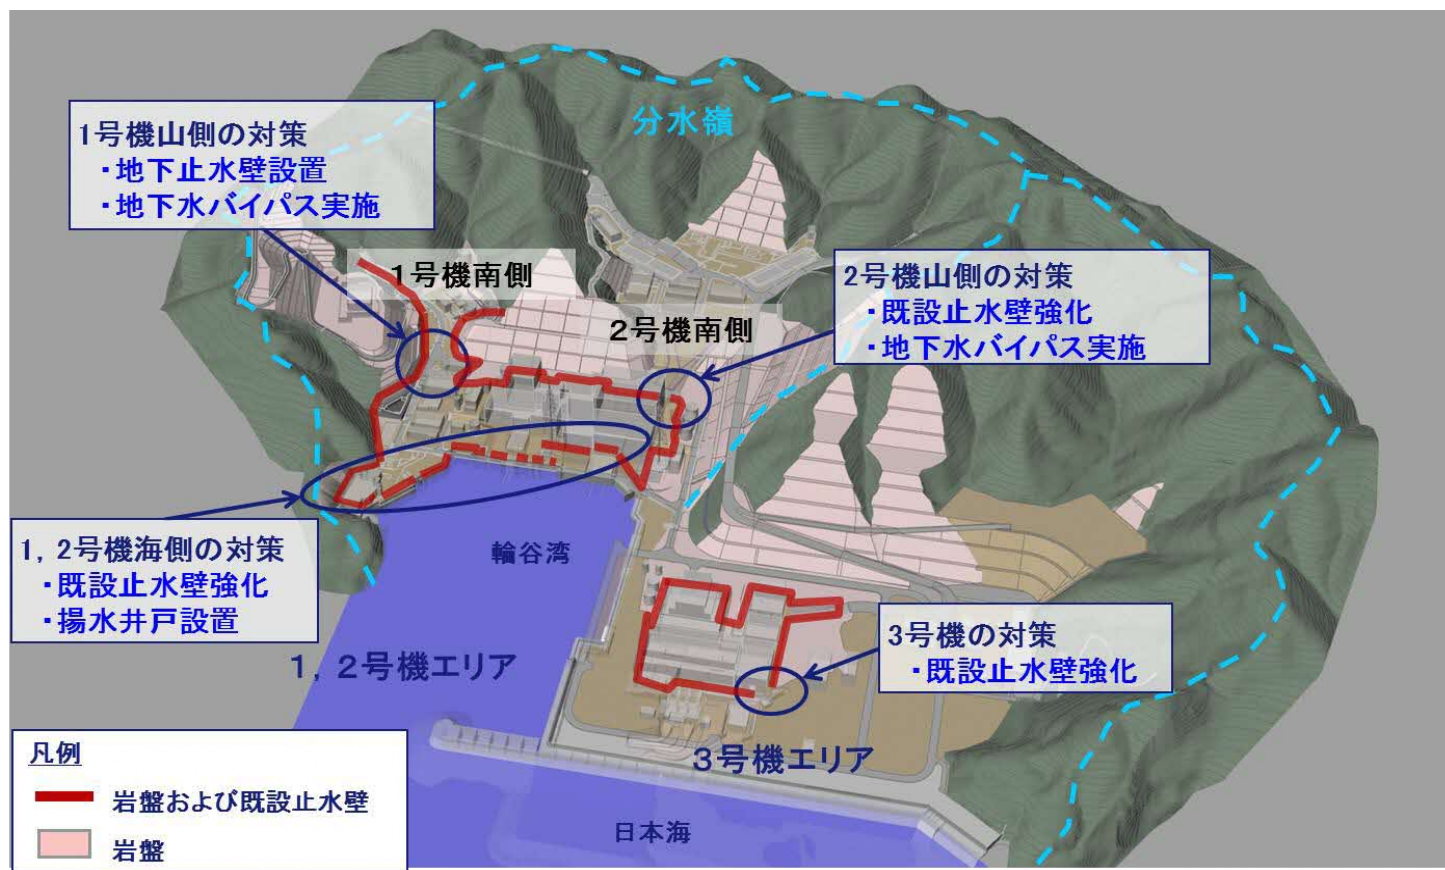 分水嶺
1号機山側の対策
・地下止水壁設置
・地下水バイパス実施
1号機南側
2号機南側
2号機山側の対策
・既設止水壁強化
・地下水バイパス実施
1，2号機海側の対策
・既設止水壁強化
・揚水井戸設置
輪谷湾
1，2号機エリア
3号機の対策
・既設止水壁強化
3号機エリア
日本海
凡例
岩盤および既設止水壁
岩盤